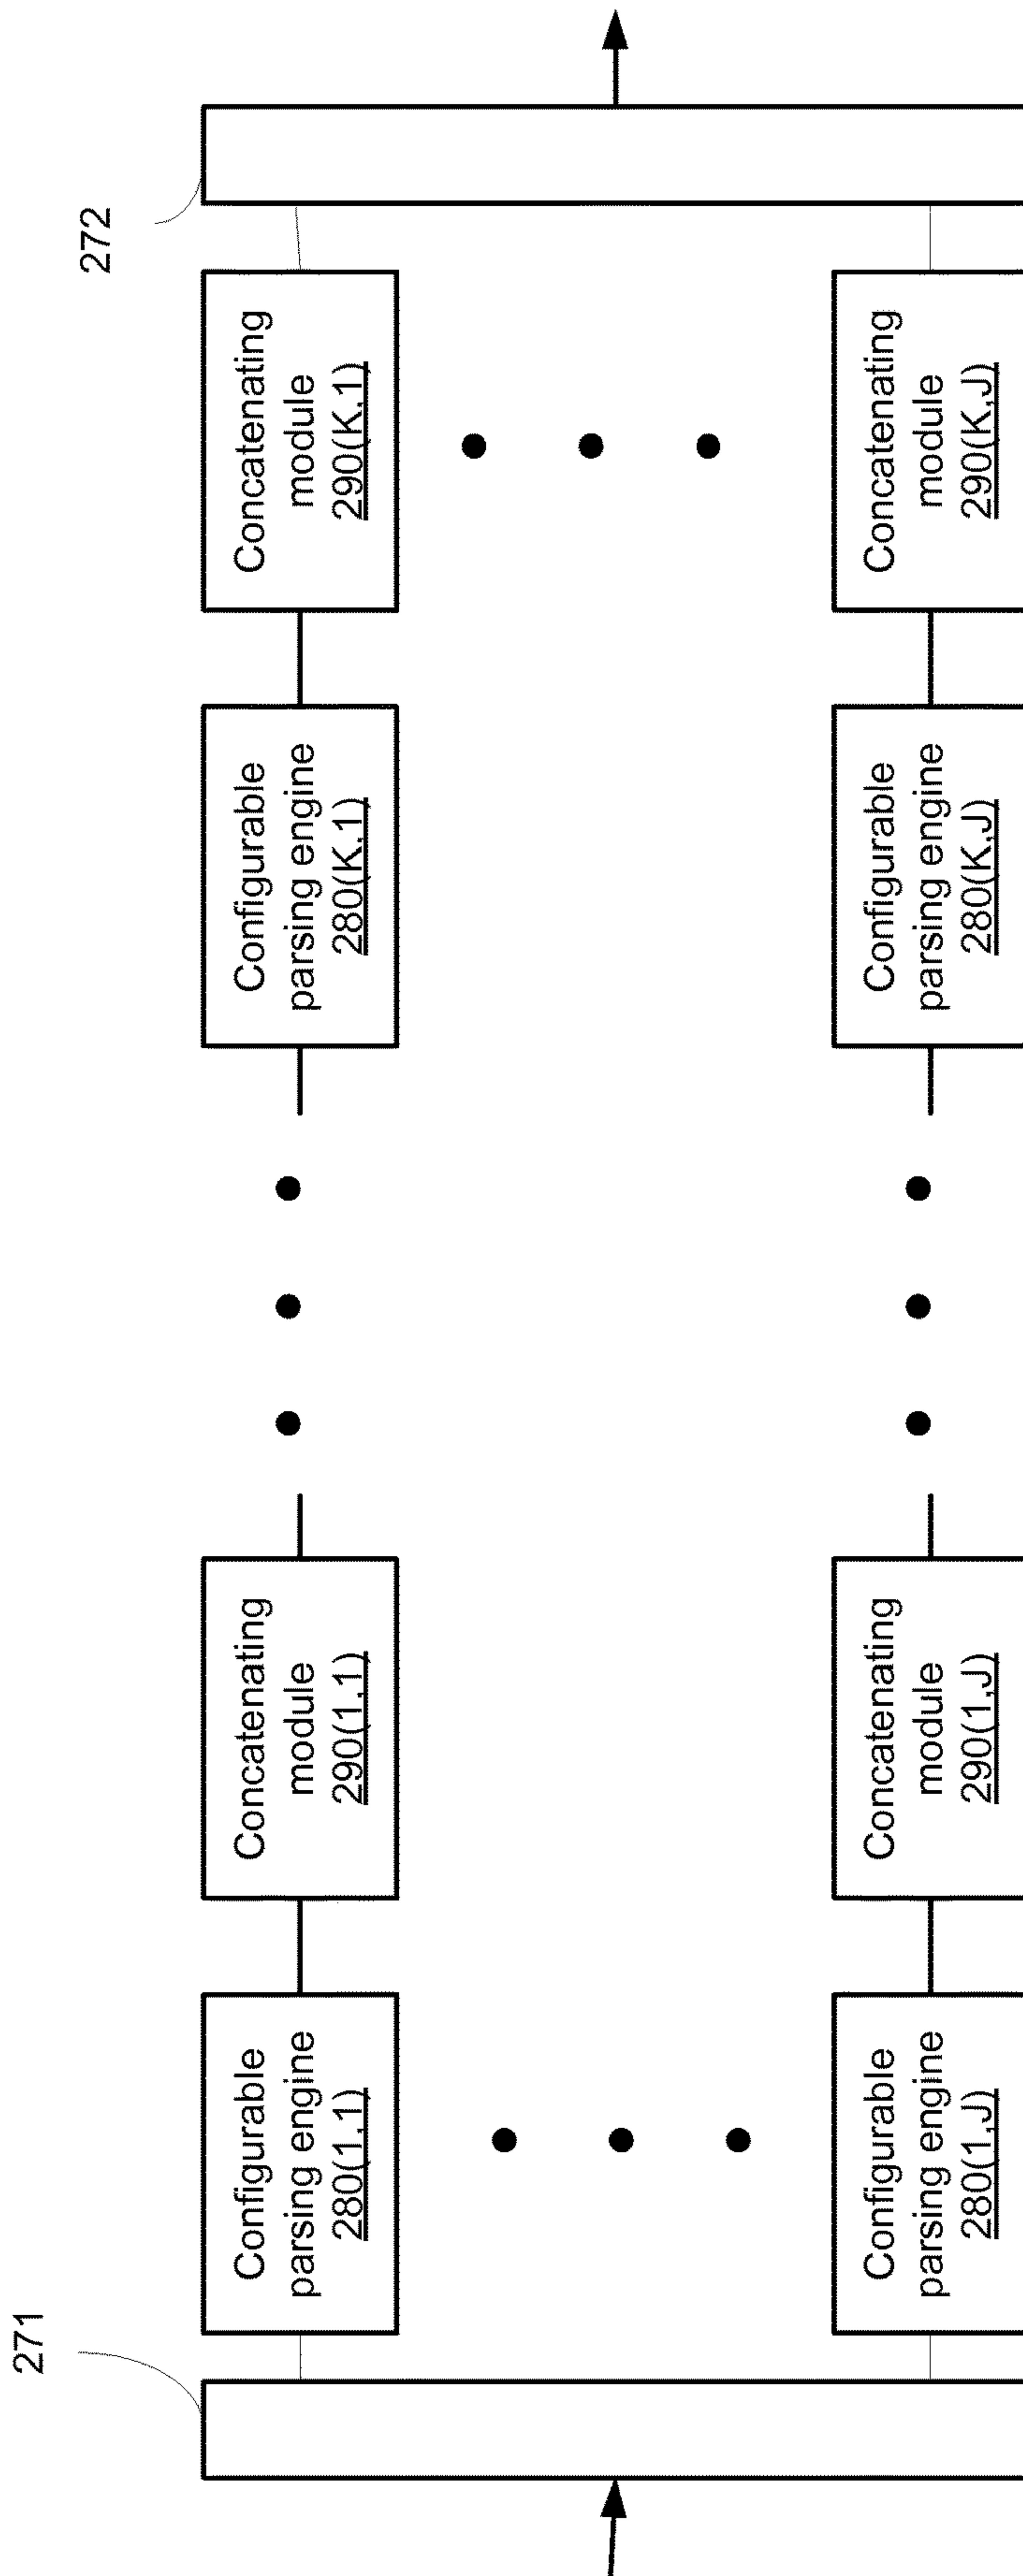 271
Configurable
parsing engine
280(1,1)
Concatenating
module
290(1,1)
Configurable
parsing engine
280(K,1)
Concatenating
module
290(K,1)
272
Configurable
parsing engine
280(1,J)
Concatenating
module
290(1,J)
Configurable
parsing engine
280(K,J)
Concatenating
module
290(K,J)